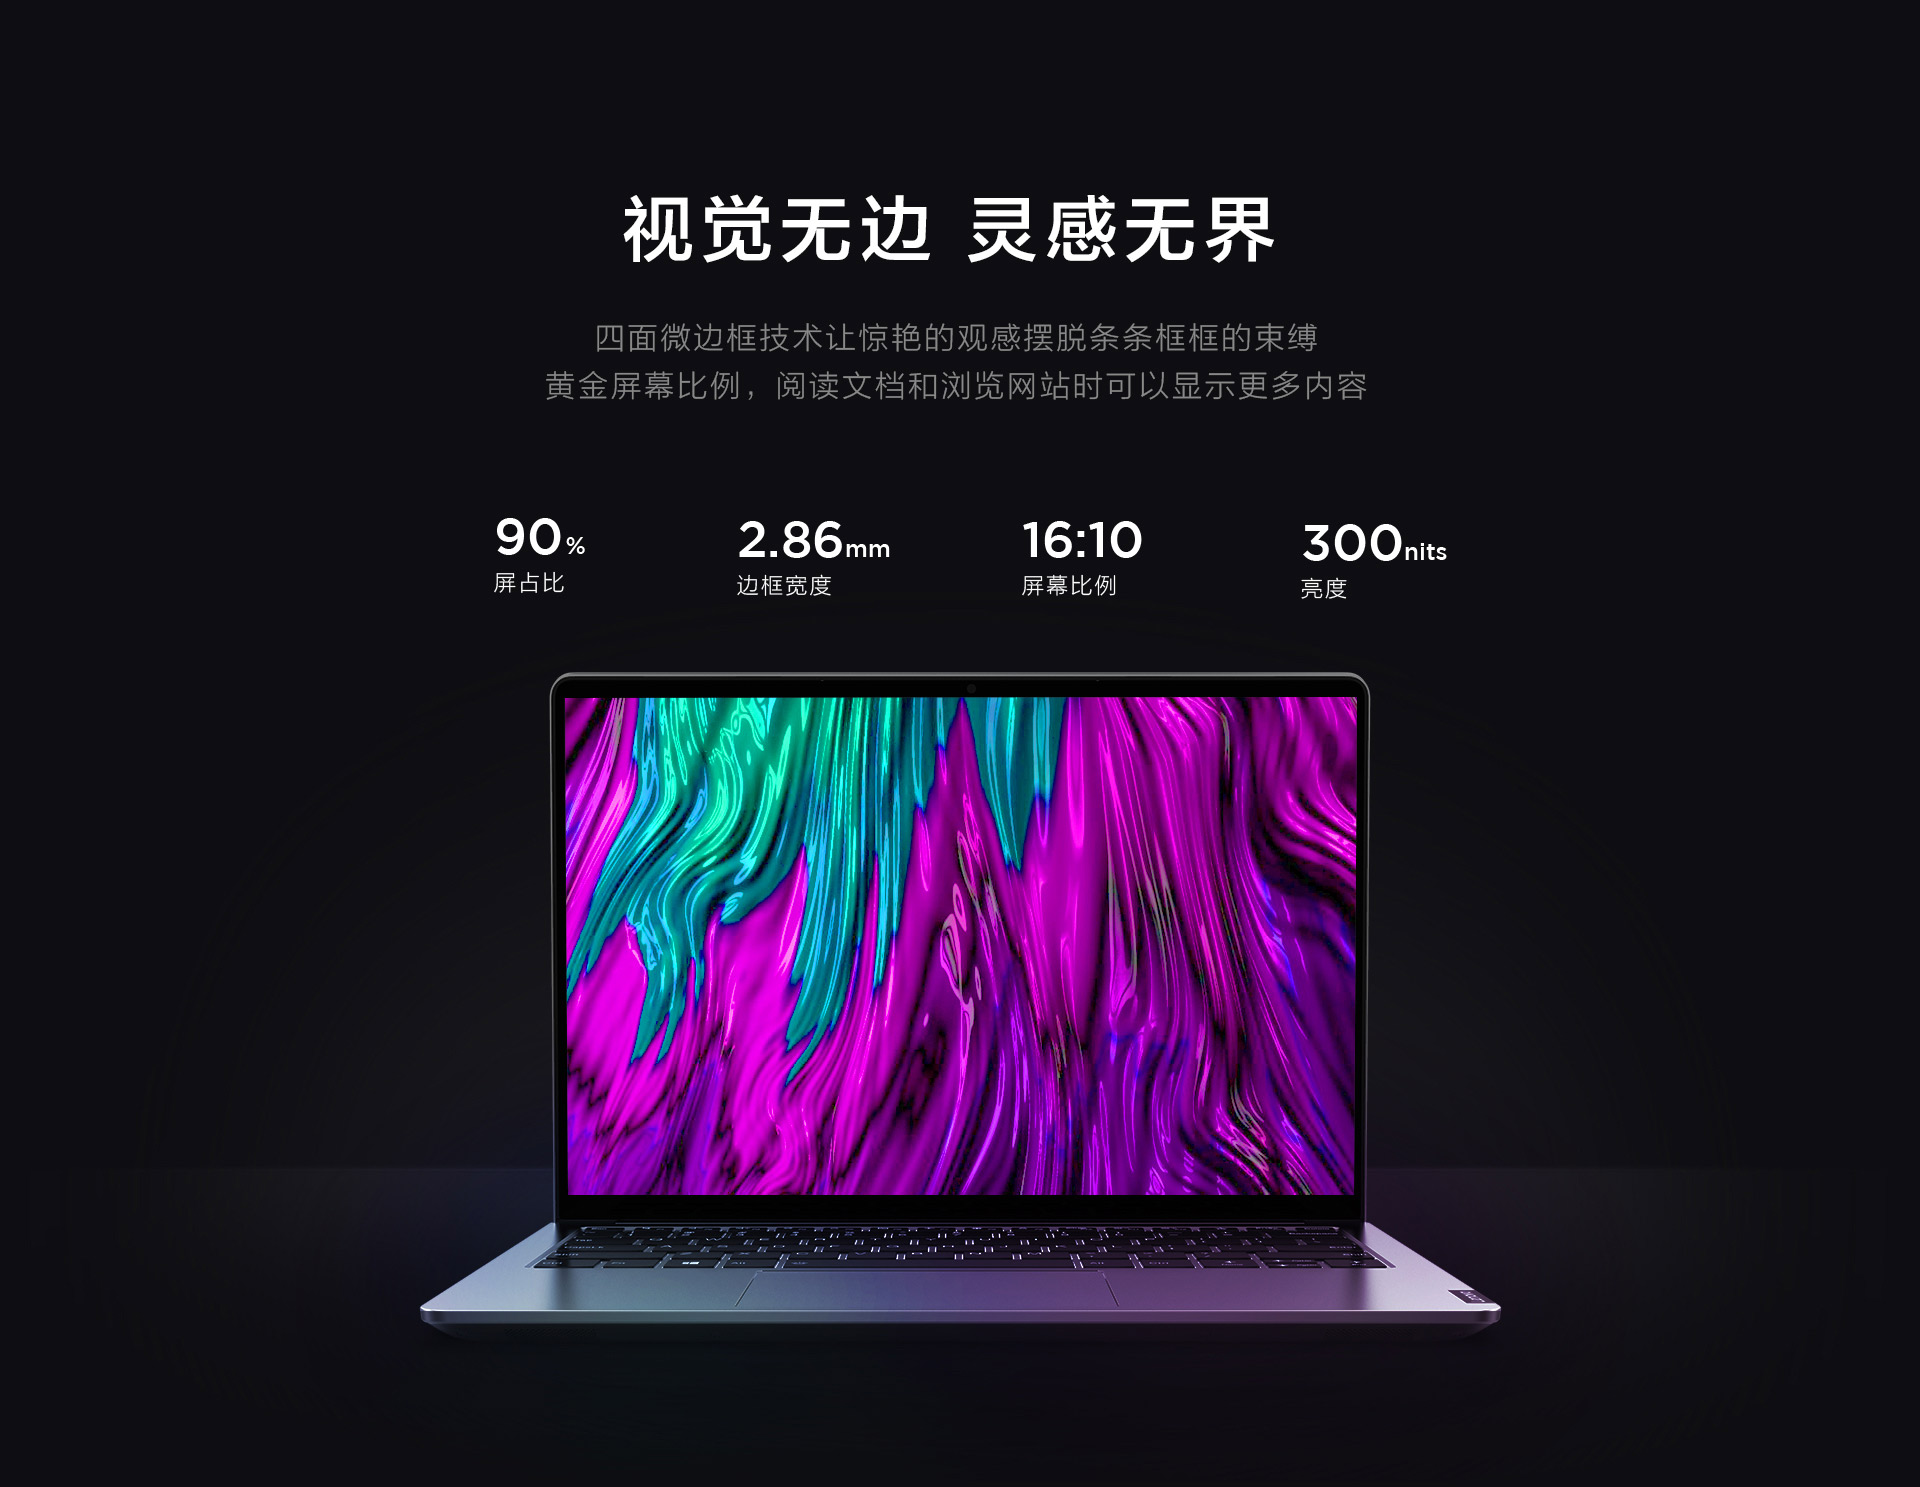 视觉无边 灵感无界
四面微边框技术让惊艳的观感摆脱条条框框的束缚
黄金屏幕比例，阅读文档和浏览网站时可以显示更多内容
90%
屏占比
2.86mm
边框宽度
16:10
屏幕比例
300nits
亮度